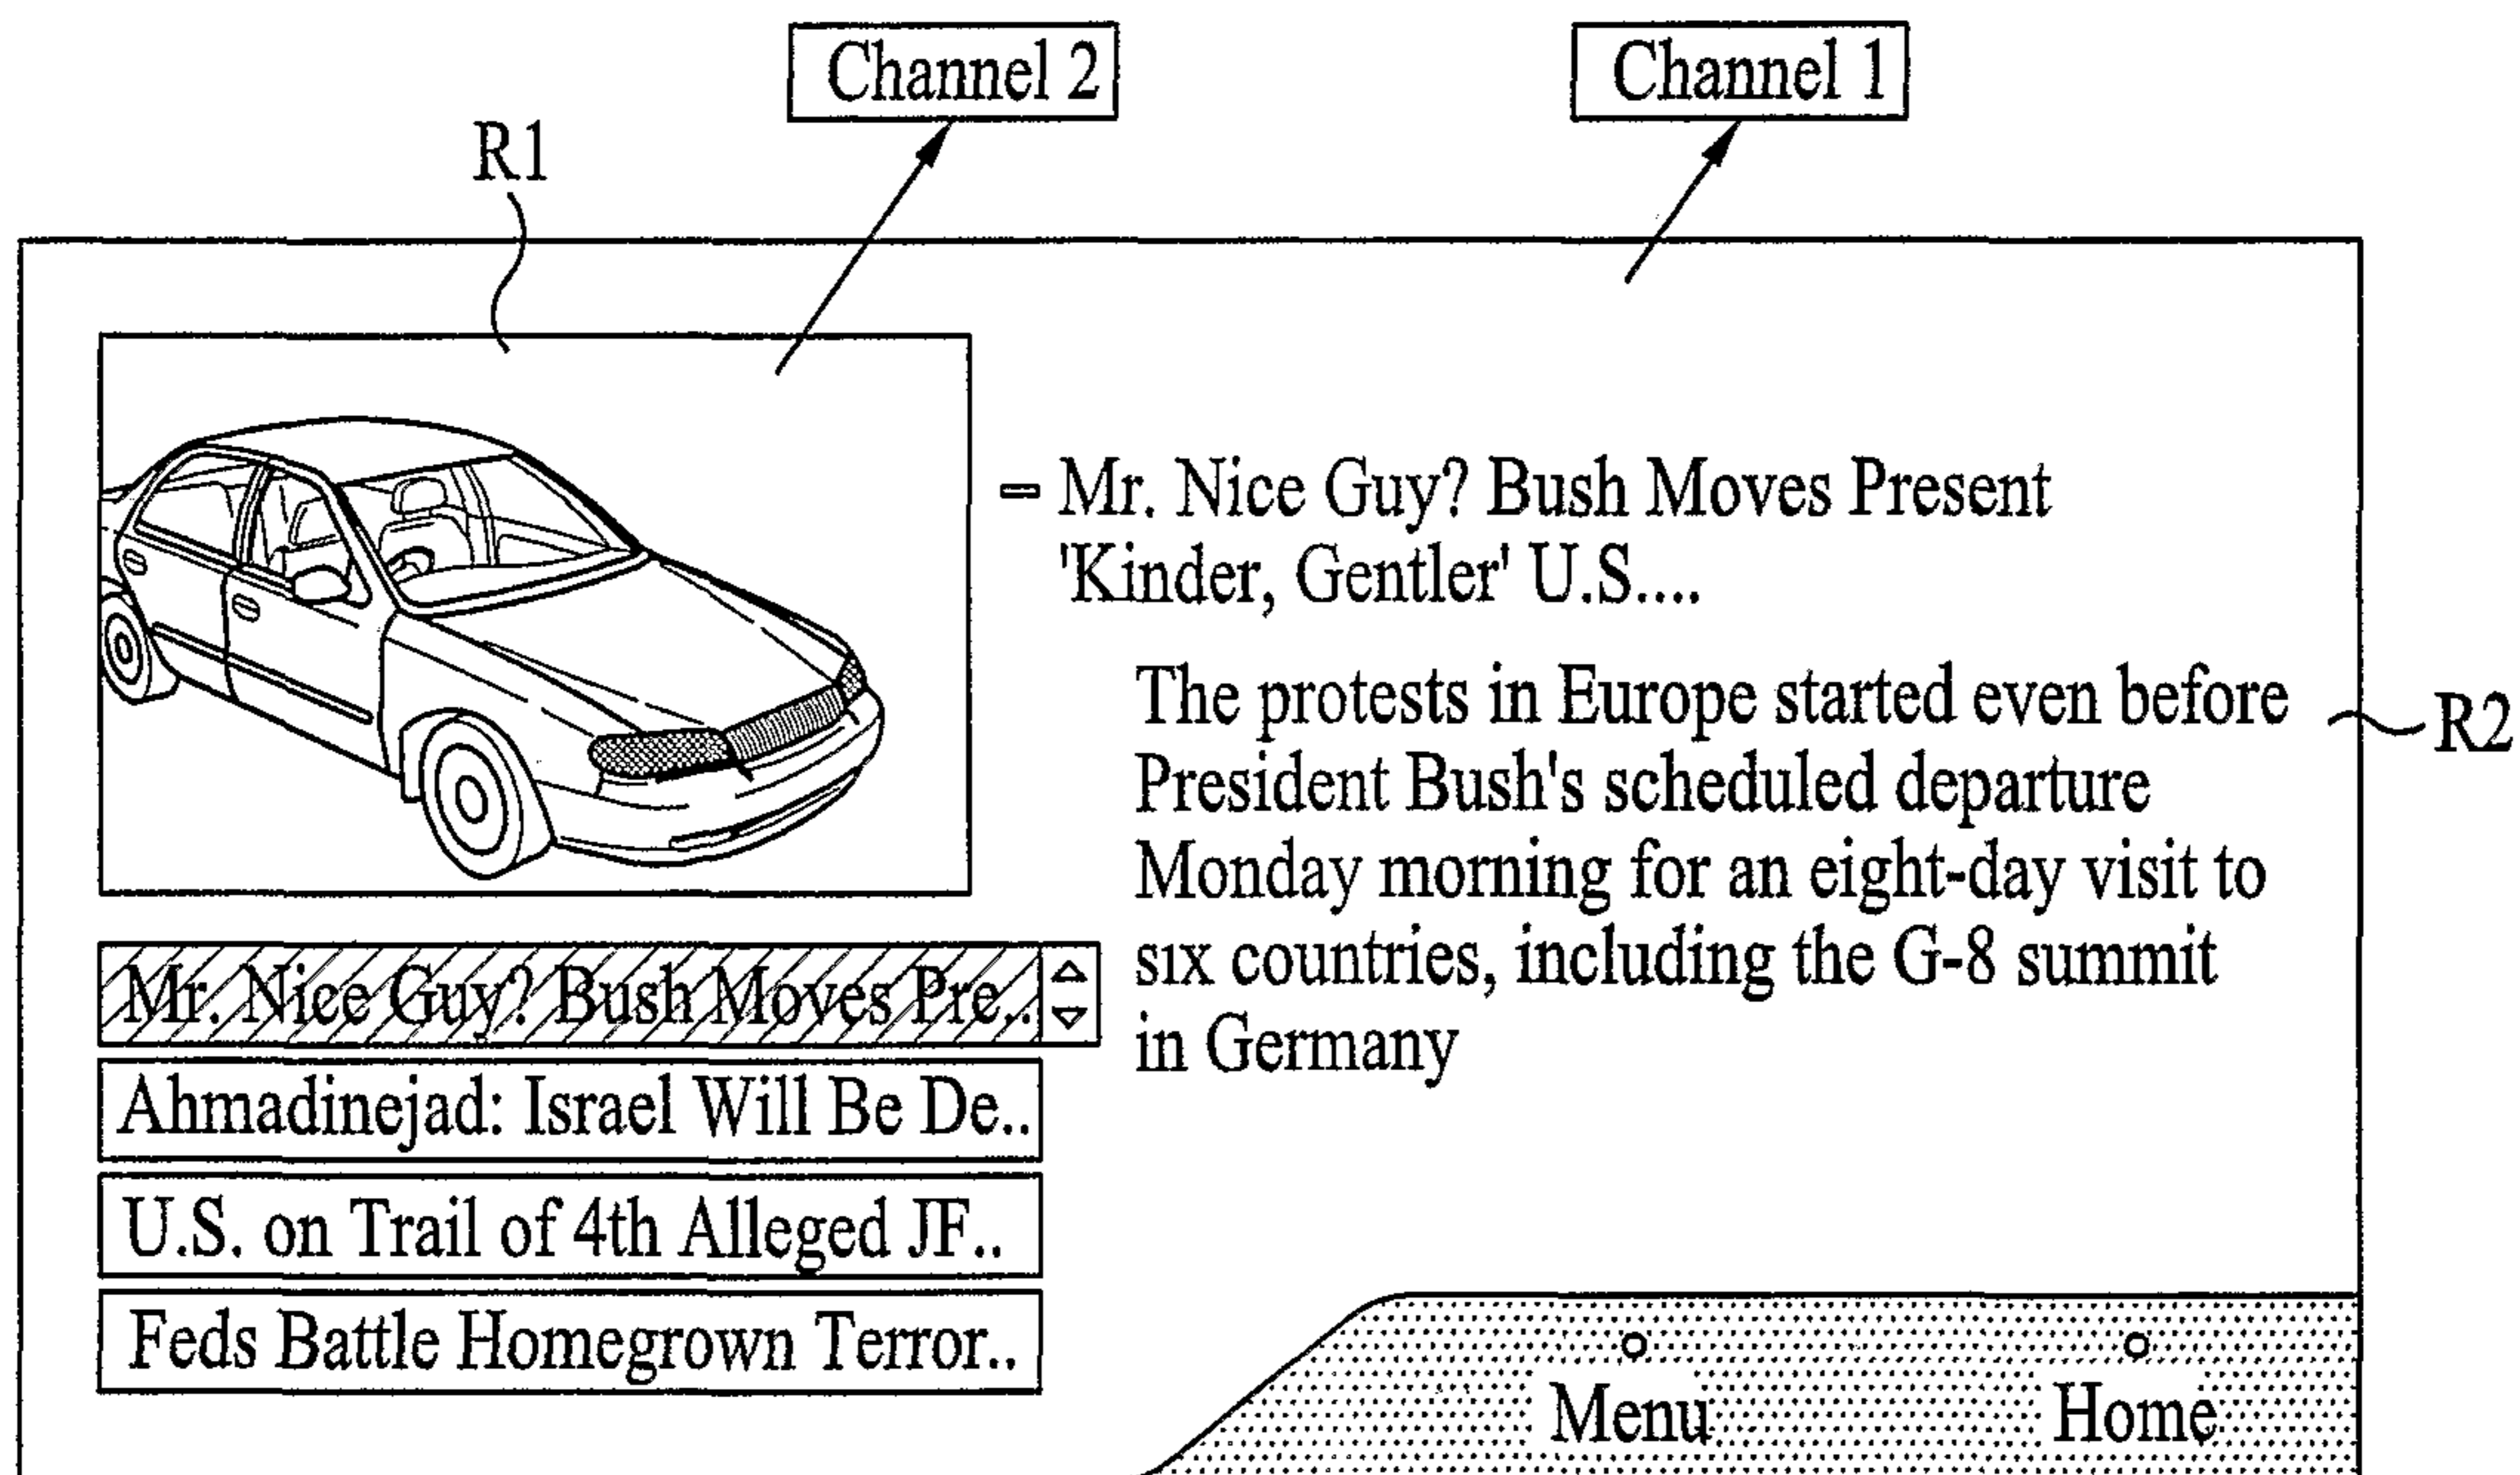 Channel 2
Channel 1
R1
– Mr. Nice Guy? Bush Moves Present
'Kinder, Gentler' U.S....
The protests in Europe started even before
President Bush's scheduled departure
Monday morning for an eight-day visit to
six countries, including the G-8 summit
in Germany
R2
Mr. Nice Guy? Bush Moves Pre..
Ahmadinejad: Israel Will Be De..
U.S. on Trail of 4th Alleged JF..
Feds Battle Homegrown Terror..
Menu
Home